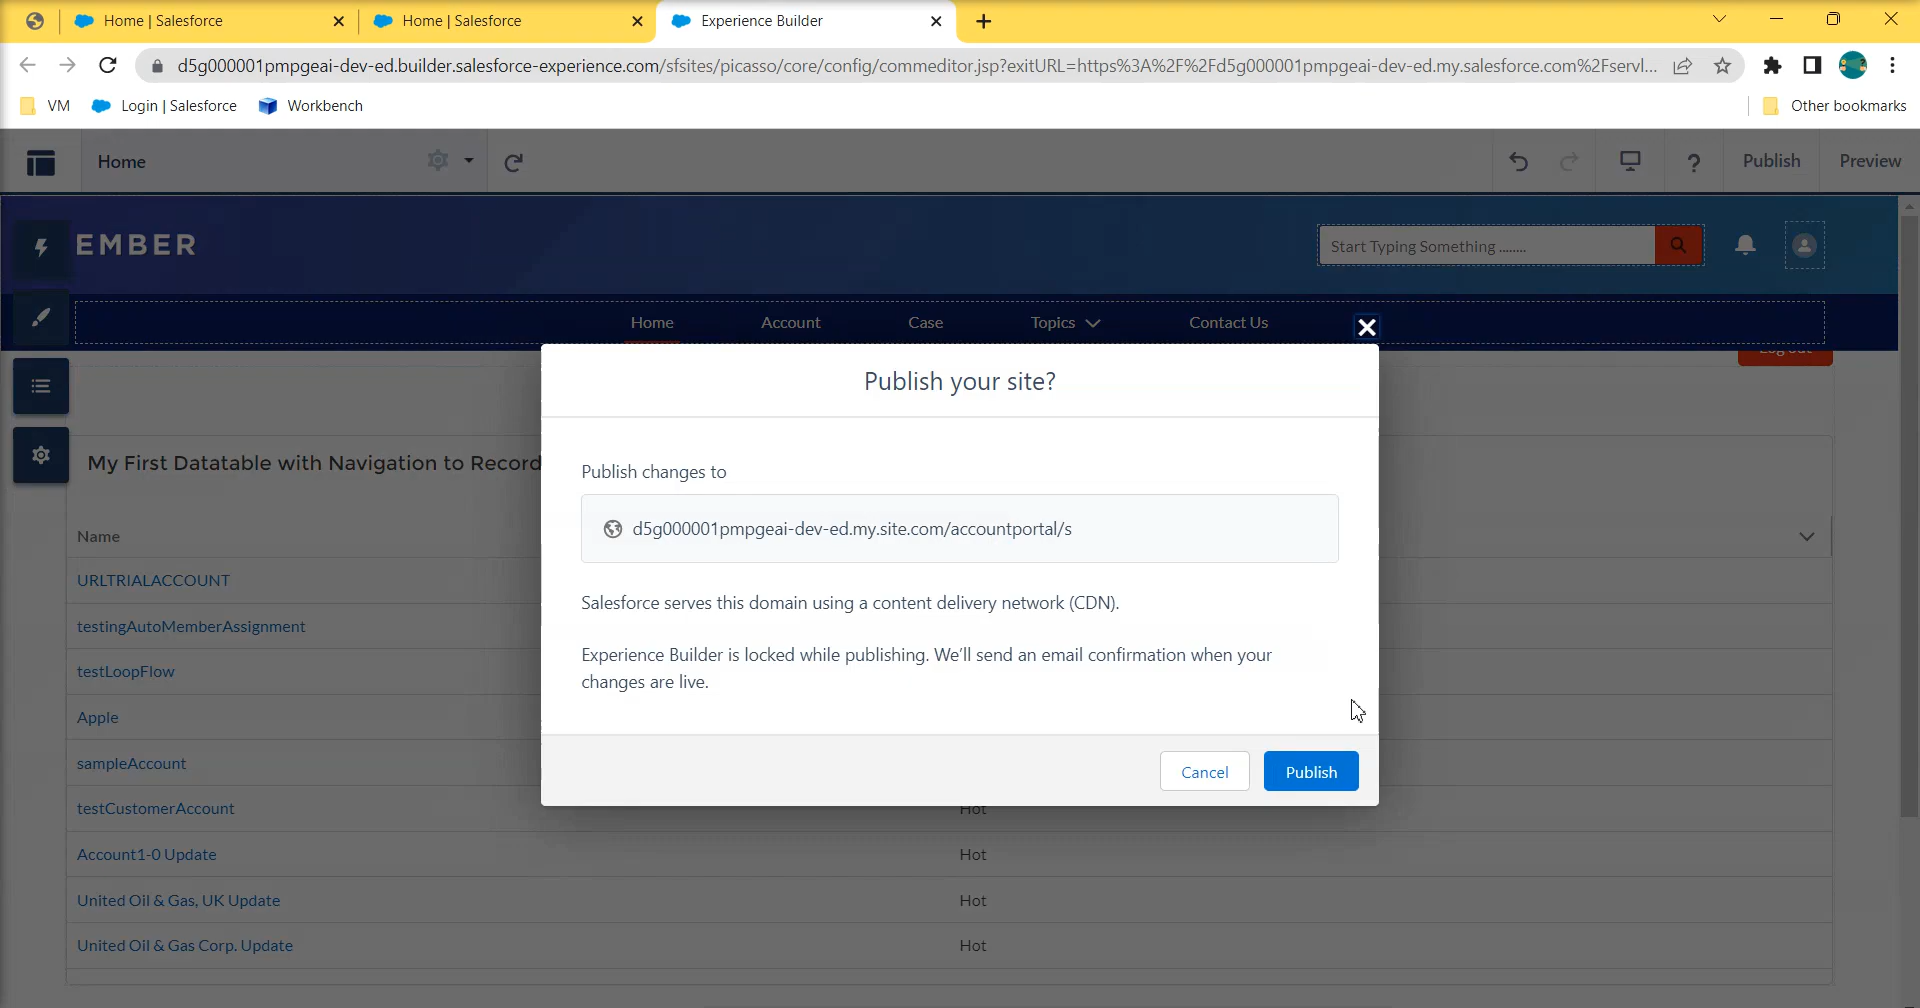 Home | Salesforce
Home | Salesforce
Experience Builder
d5g000001pmpgeai-dev-ed.builder.salesforce-experience.com/sfsites/picasso/core/config/commeditor.jsp?exitURL=https%3A%2F%2Fd5g000001pmpgeai-dev-ed.my.salesforce.com%2Fservl...
VM
Login | Salesforce
Workbench
Other bookmarks
Home
?
Publish
Preview
EMBER
Start Typing Something ........
Home
Account
Case
Topics
Contact Us
Log out
Publish your site?
Publish changes to
d5g000001pmpgeai-dev-ed.my.site.com/accountportal/s
Salesforce serves this domain using a content delivery network (CDN).
Experience Builder is locked while publishing. We'll send an email confirmation when your
changes are live.
Cancel
Publish
My First Datatable with Navigation to Record
Name
URLTRIALACCOUNT
testingAutoMemberAssignment
testLoopFlow
Apple
sampleAccount
testCustomerAccount Hot
Account1-0 Update Hot
United Oil & Gas, UK Update Hot
United Oil & Gas Corp. Update Hot